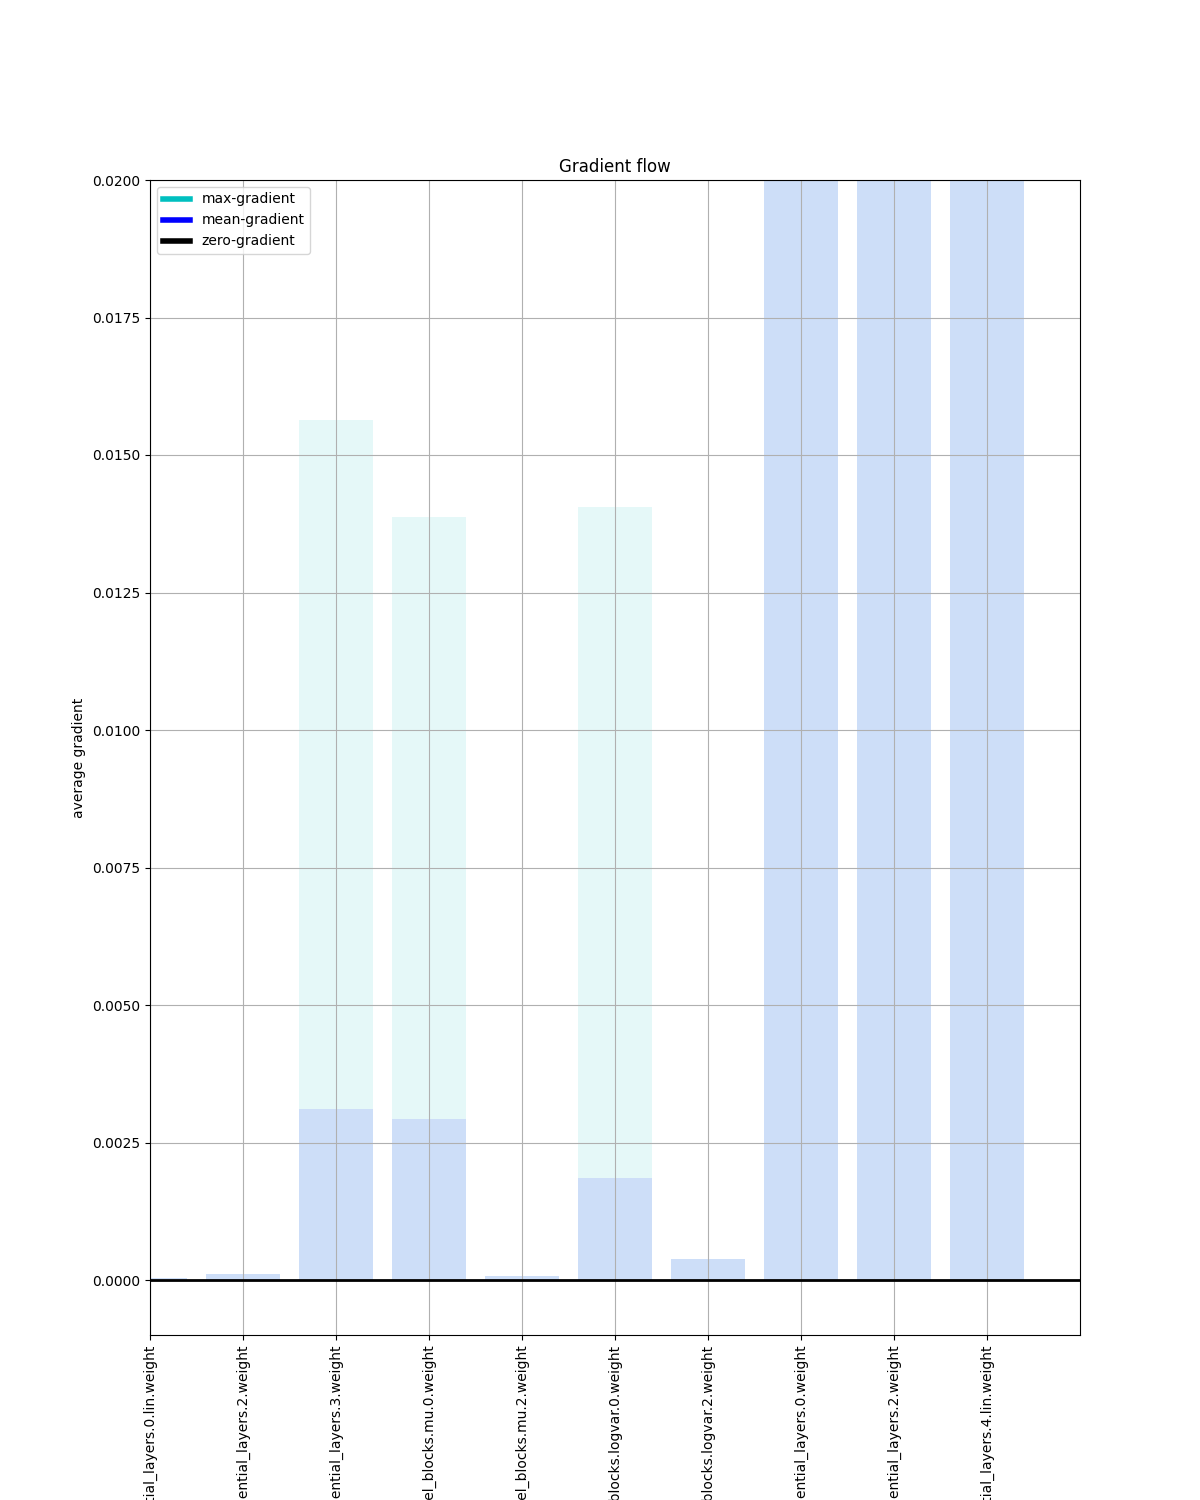 Gradient flow
max-gradient
mean-gradient
zero-gradient
average gradient
0.0200
0.0175
0.0150
0.0125
0.0100
0.0075
0.0050
0.0025
0.0000
tial_layers.0.lin.weight
ential_layers.2.weight
ential_layers.3.weight
el_blocks.mu.0.weight
el_blocks.mu.2.weight
blocks.logvar.0.weight
blocks.logvar.2.weight
ential_layers.0.weight
ential_layers.2.weight
tial_layers.4.lin.weight